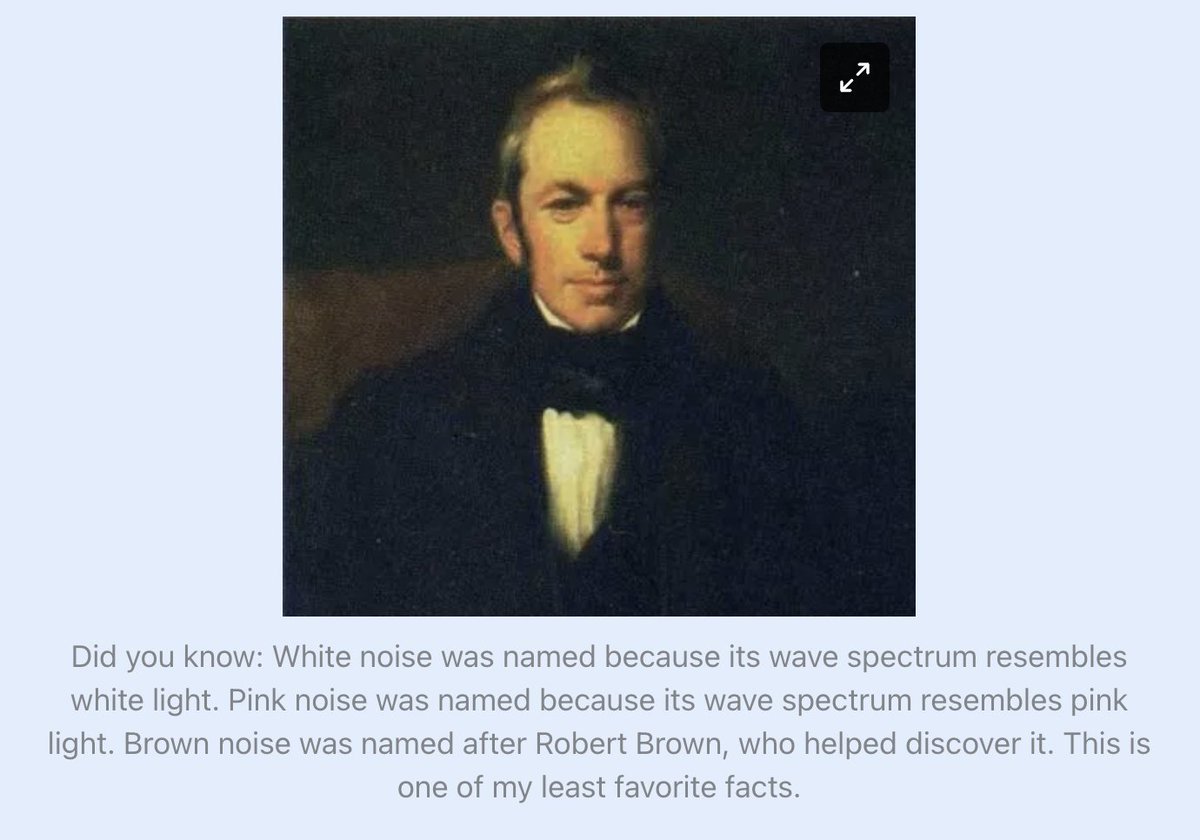 Did you know: White noise was named because its wave spectrum resembles
white light. Pink noise was named because its wave spectrum resembles pink
light. Brown noise was named after Robert Brown, who helped discover it. This is
one of my least favorite facts.